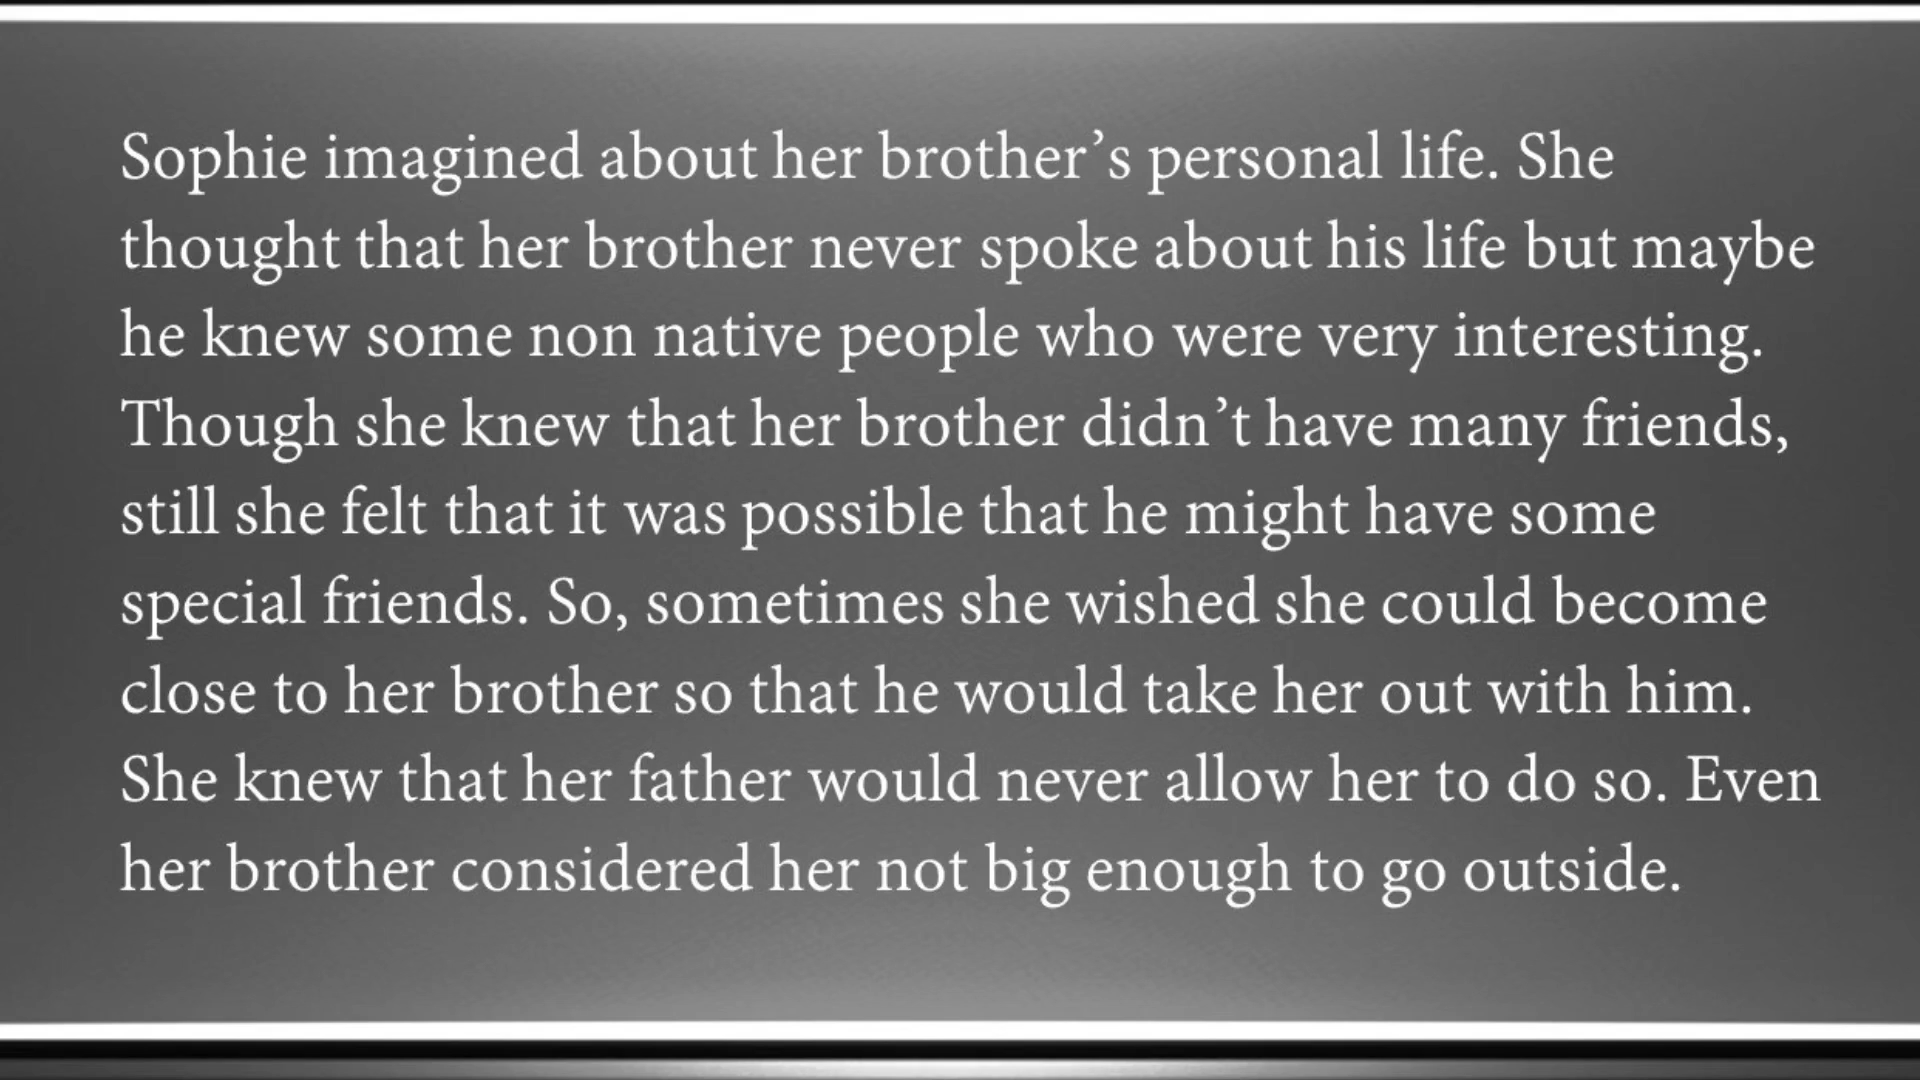 Sophie imagined about her brother’s personal life. She
thought that her brother never spoke about his life but maybe
he knew some non native people who were very interesting.
Though she knew that her brother didn’t have many friends,
still she felt that it was possible that he might have some
special friends. So, sometimes she wished she could become
close to her brother so that he would take her out with him.
She knew that her father would never allow her to do so. Even
her brother considered her not big enough to go outside.